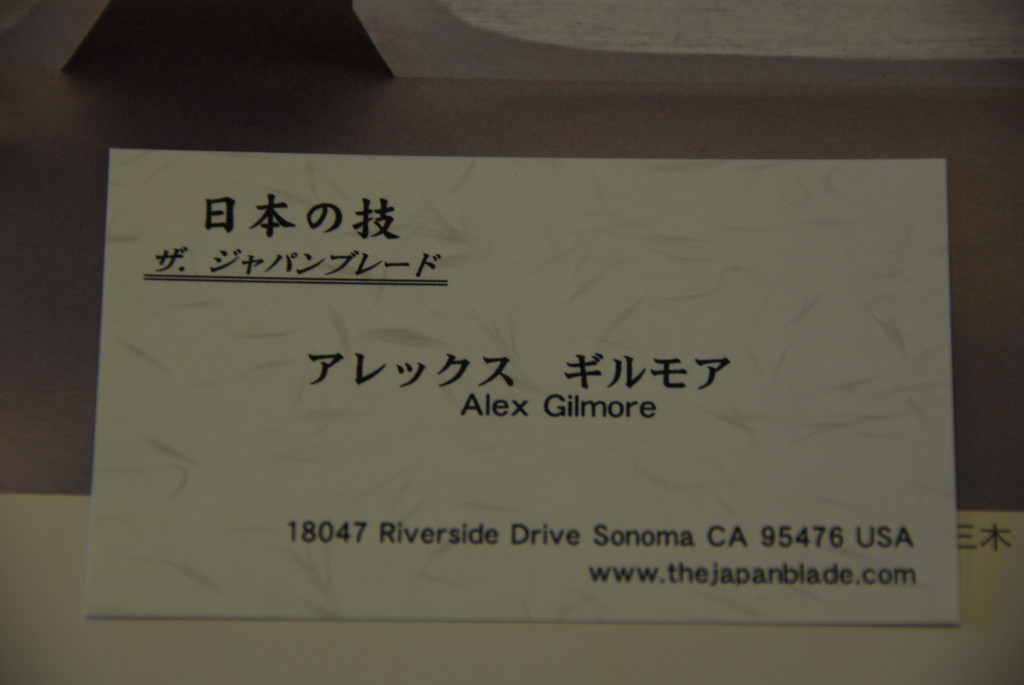 日本の技
ザ．ジャパンブレード
アレックス　ギルモア
Alex Gilmore
18047 Riverside Drive Sonoma CA 95476 USA
www.thejapanblade.com
三木